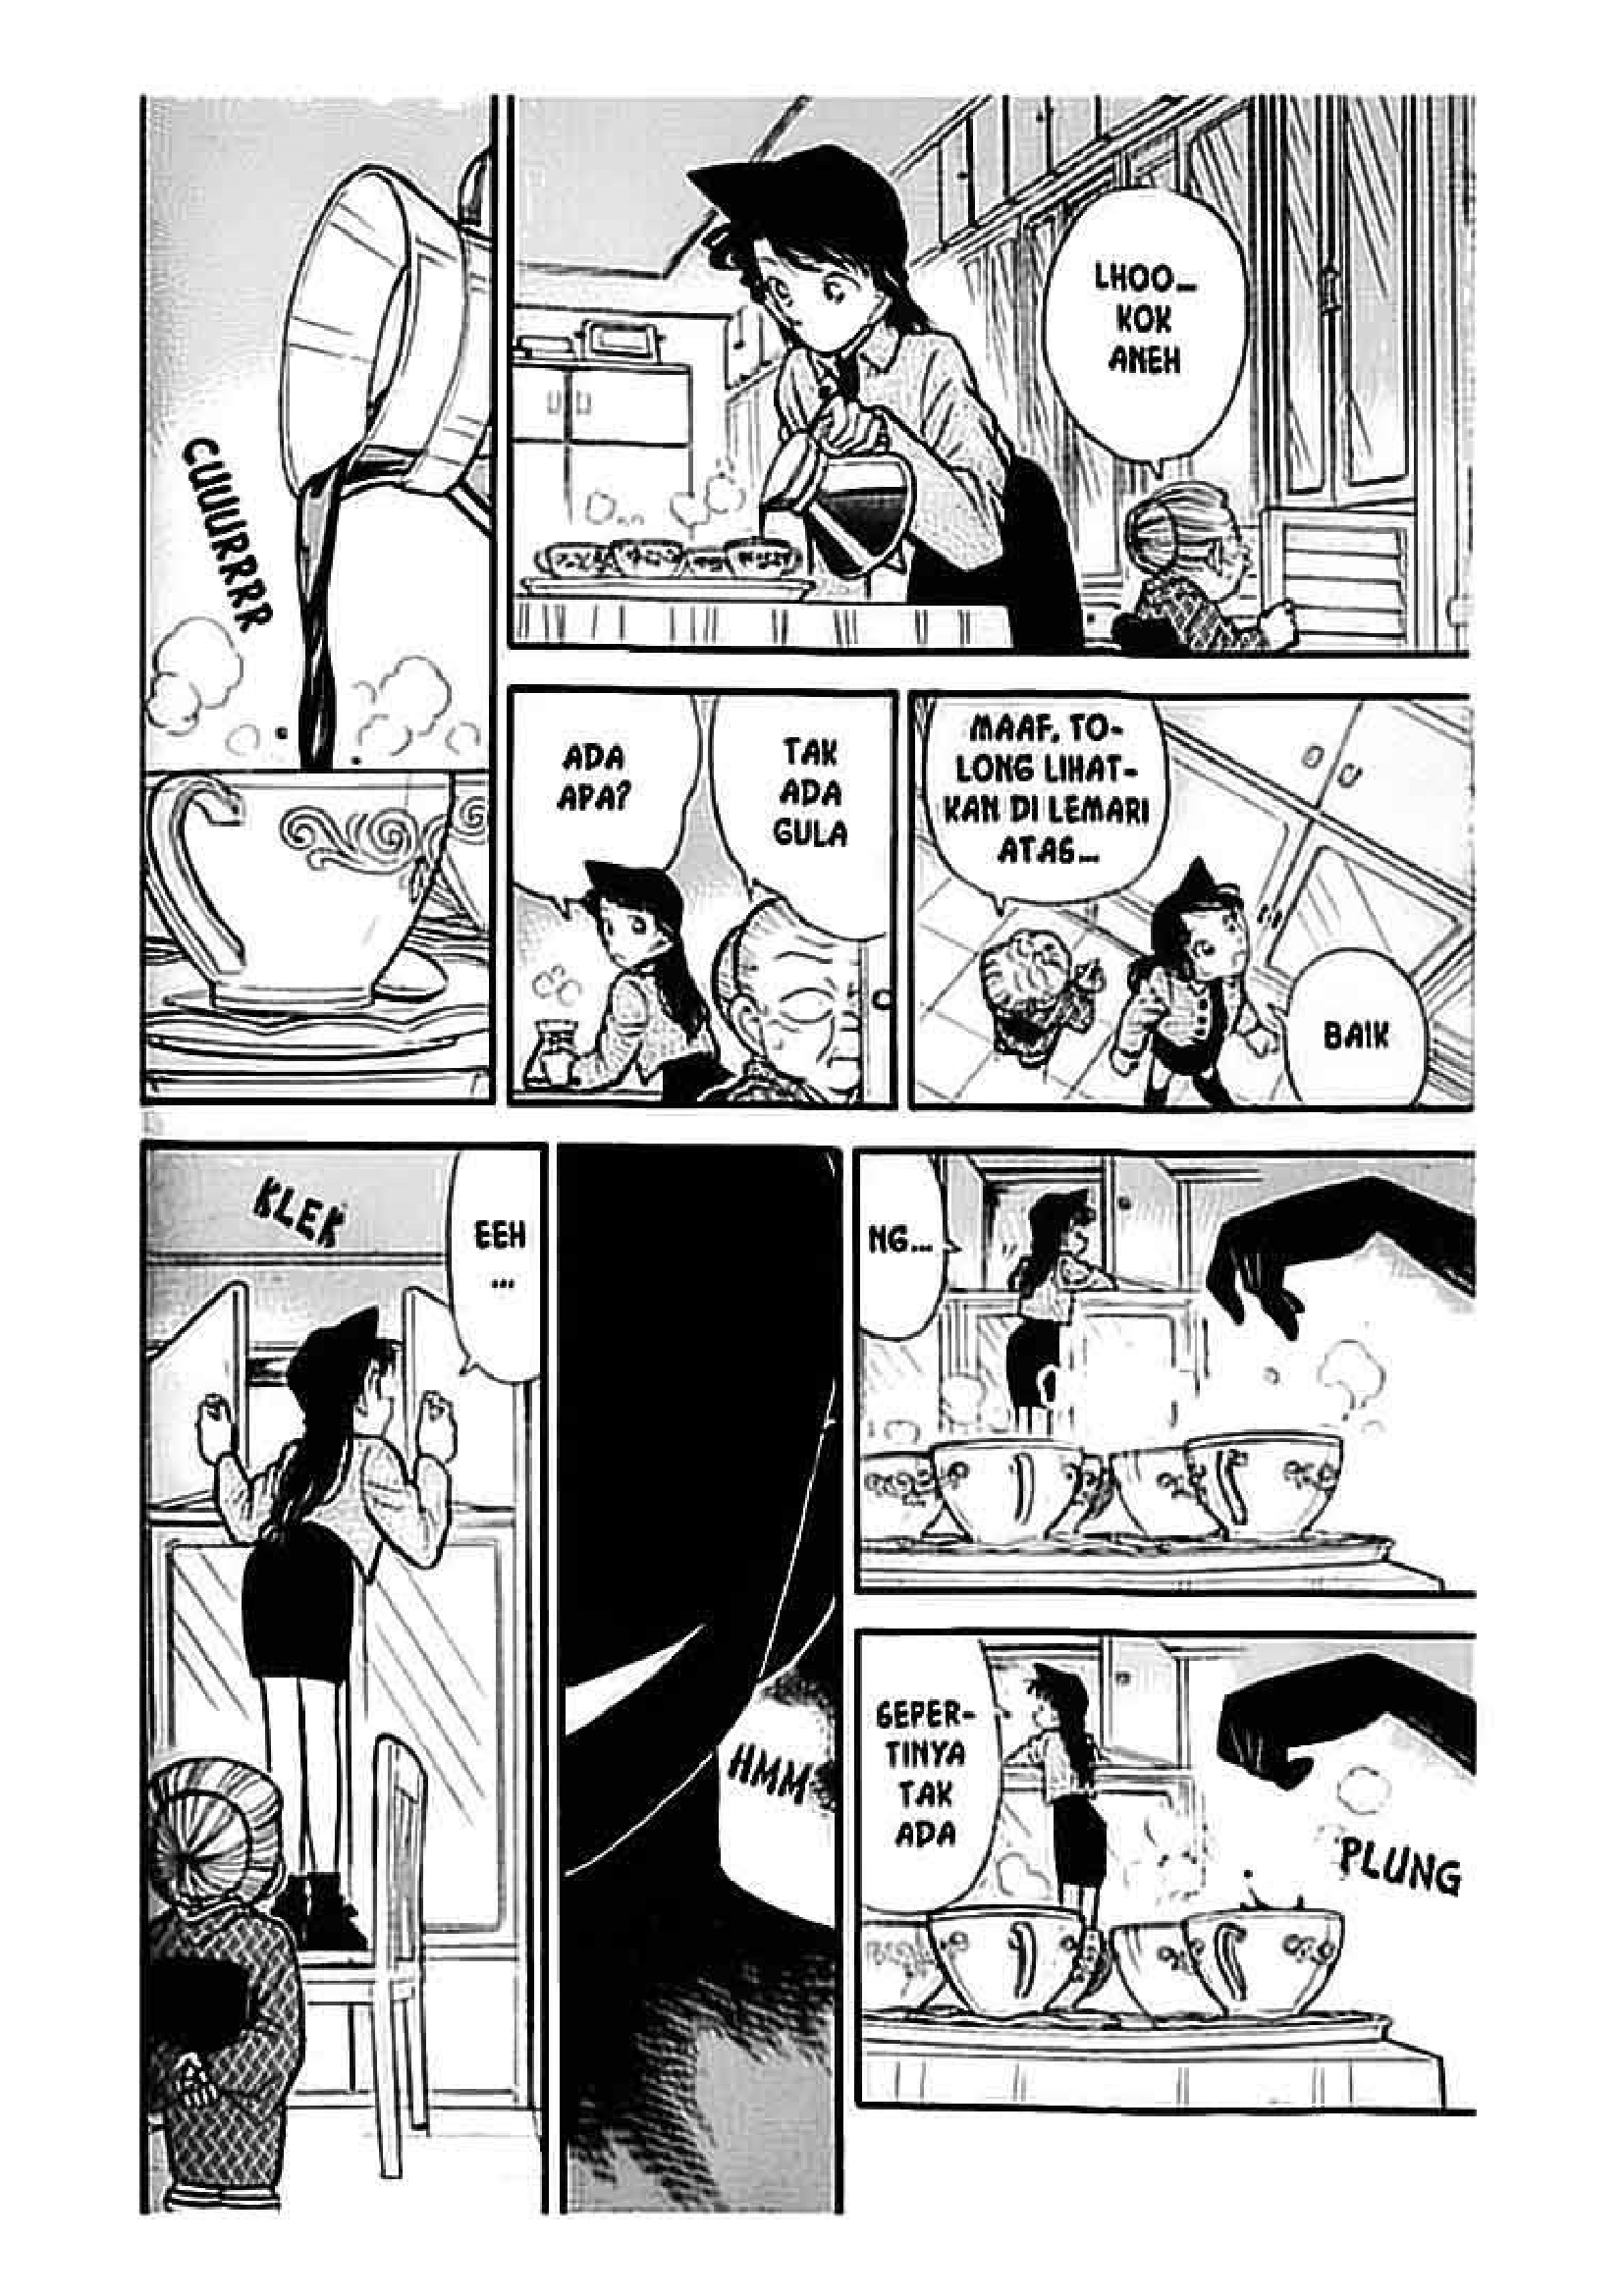 CUUURRRR
LHOO...
KOK
ANEH
ADA
APA?
TAK
ADA
GULA
MAAF, TO-
LONG LIHAT-
KAN DI LEMARI
ATAS...
BAIK
KLEK
EEH
...
HMM
NG...
SEPER-
TINYA
TAK
ADA
PLUNG